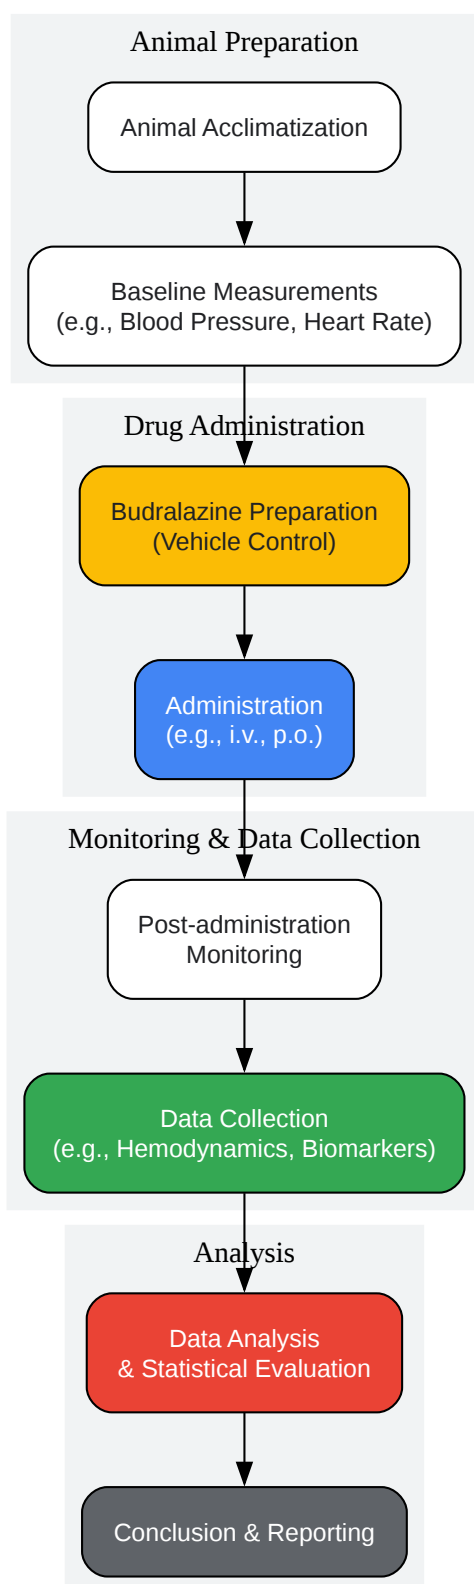 Animal Preparation
Animal Acclimatization
Baseline Measurements
(e.g., Blood Pressure, Heart Rate)
Drug Administration
Budralazine Preparation
(Vehicle Control)
Administration
(e.g., i.v., p.o.)
Monitoring & Data Collection
Post-administration
Monitoring
Data Collection
(e.g., Hemodynamics, Biomarkers)
Analysis
Data Analysis
& Statistical Evaluation
Conclusion & Reporting